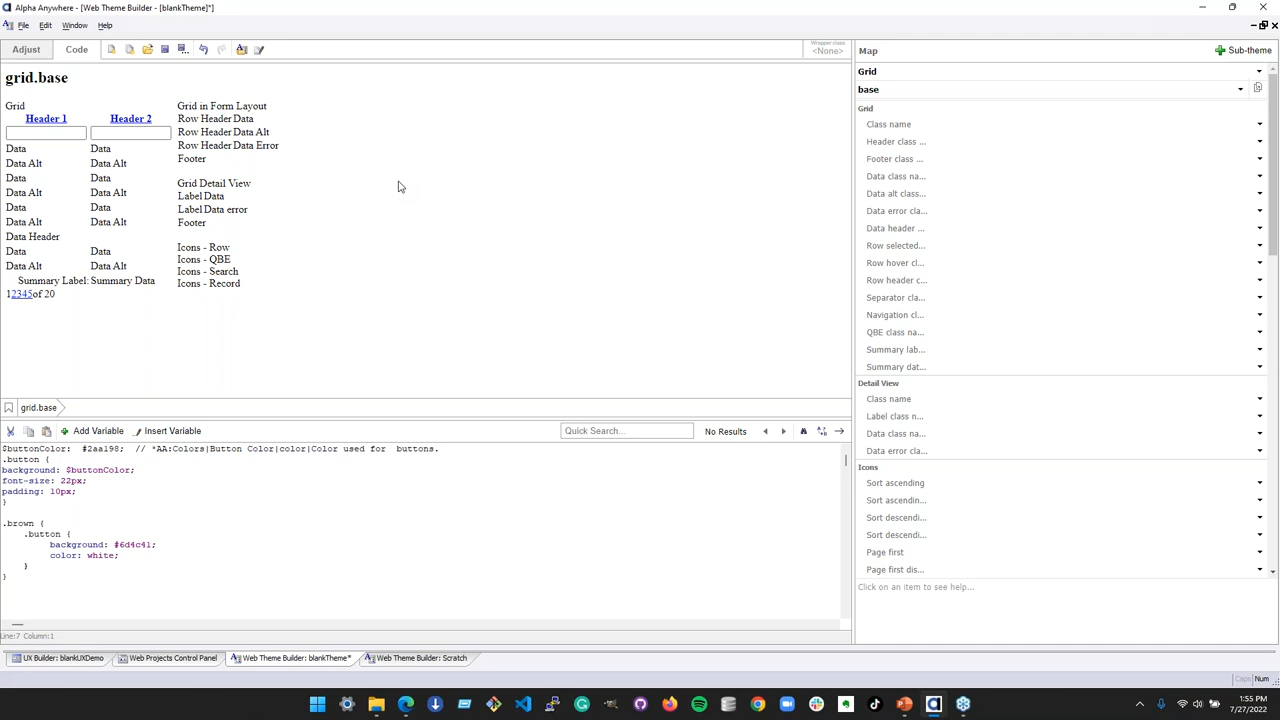 Alpha Anywhere - [Web Theme Builder - [blankTheme]*]
File Edit Window Help
Adjust Code
Wrapper class
<None>
Map
Sub-theme
grid.base
Grid
Header 1 Header 2
Data Data
Data Alt Data Alt
Data Data
Data Alt Data Alt
Data Data
Data Alt Data Alt
Data Header
Data Data
Data Alt Data Alt
Summary Label: Summary Data
12345of 20
Grid in Form Layout
Row Header Data
Row Header Data Alt
Row Header Data Error
Footer
Grid Detail View
Label Data
Label Data error
Footer
Icons - Row
Icons - QBE
Icons - Search
Icons - Record
Grid
base
Grid
Class name
Header class ...
Footer class ...
Data class na...
Data alt class...
Data error cla...
Data header ...
Row selected...
Row hover cl...
Row header c...
Separator cla...
Navigation cl...
QBE class na...
Summary lab...
Summary dat...
Detail View
Class name
Label class n...
Data class na...
Data error cla...
Icons
Sort ascending
Sort ascendin...
Sort descendi...
Sort descendi...
Page first
Page first dis...
Click on an item to see help...
grid.base
Add Variable Insert Variable Quick Search... No Results
$buttonColor: #2aa198; // *AA:Colors|Button Color|color|Color used for buttons.
.button {
background: $buttonColor;
font-size: 22px;
padding: 10px;
}
.brown {
.button {
background: #6d4c41;
color: white;
}
}
Line:7 Column:1
UX Builder: blankUXDemo Web Projects Control Panel Web Theme Builder: blankTheme* Web Theme Builder: Scratch
Caps Num
1:55 PM
7/27/2022